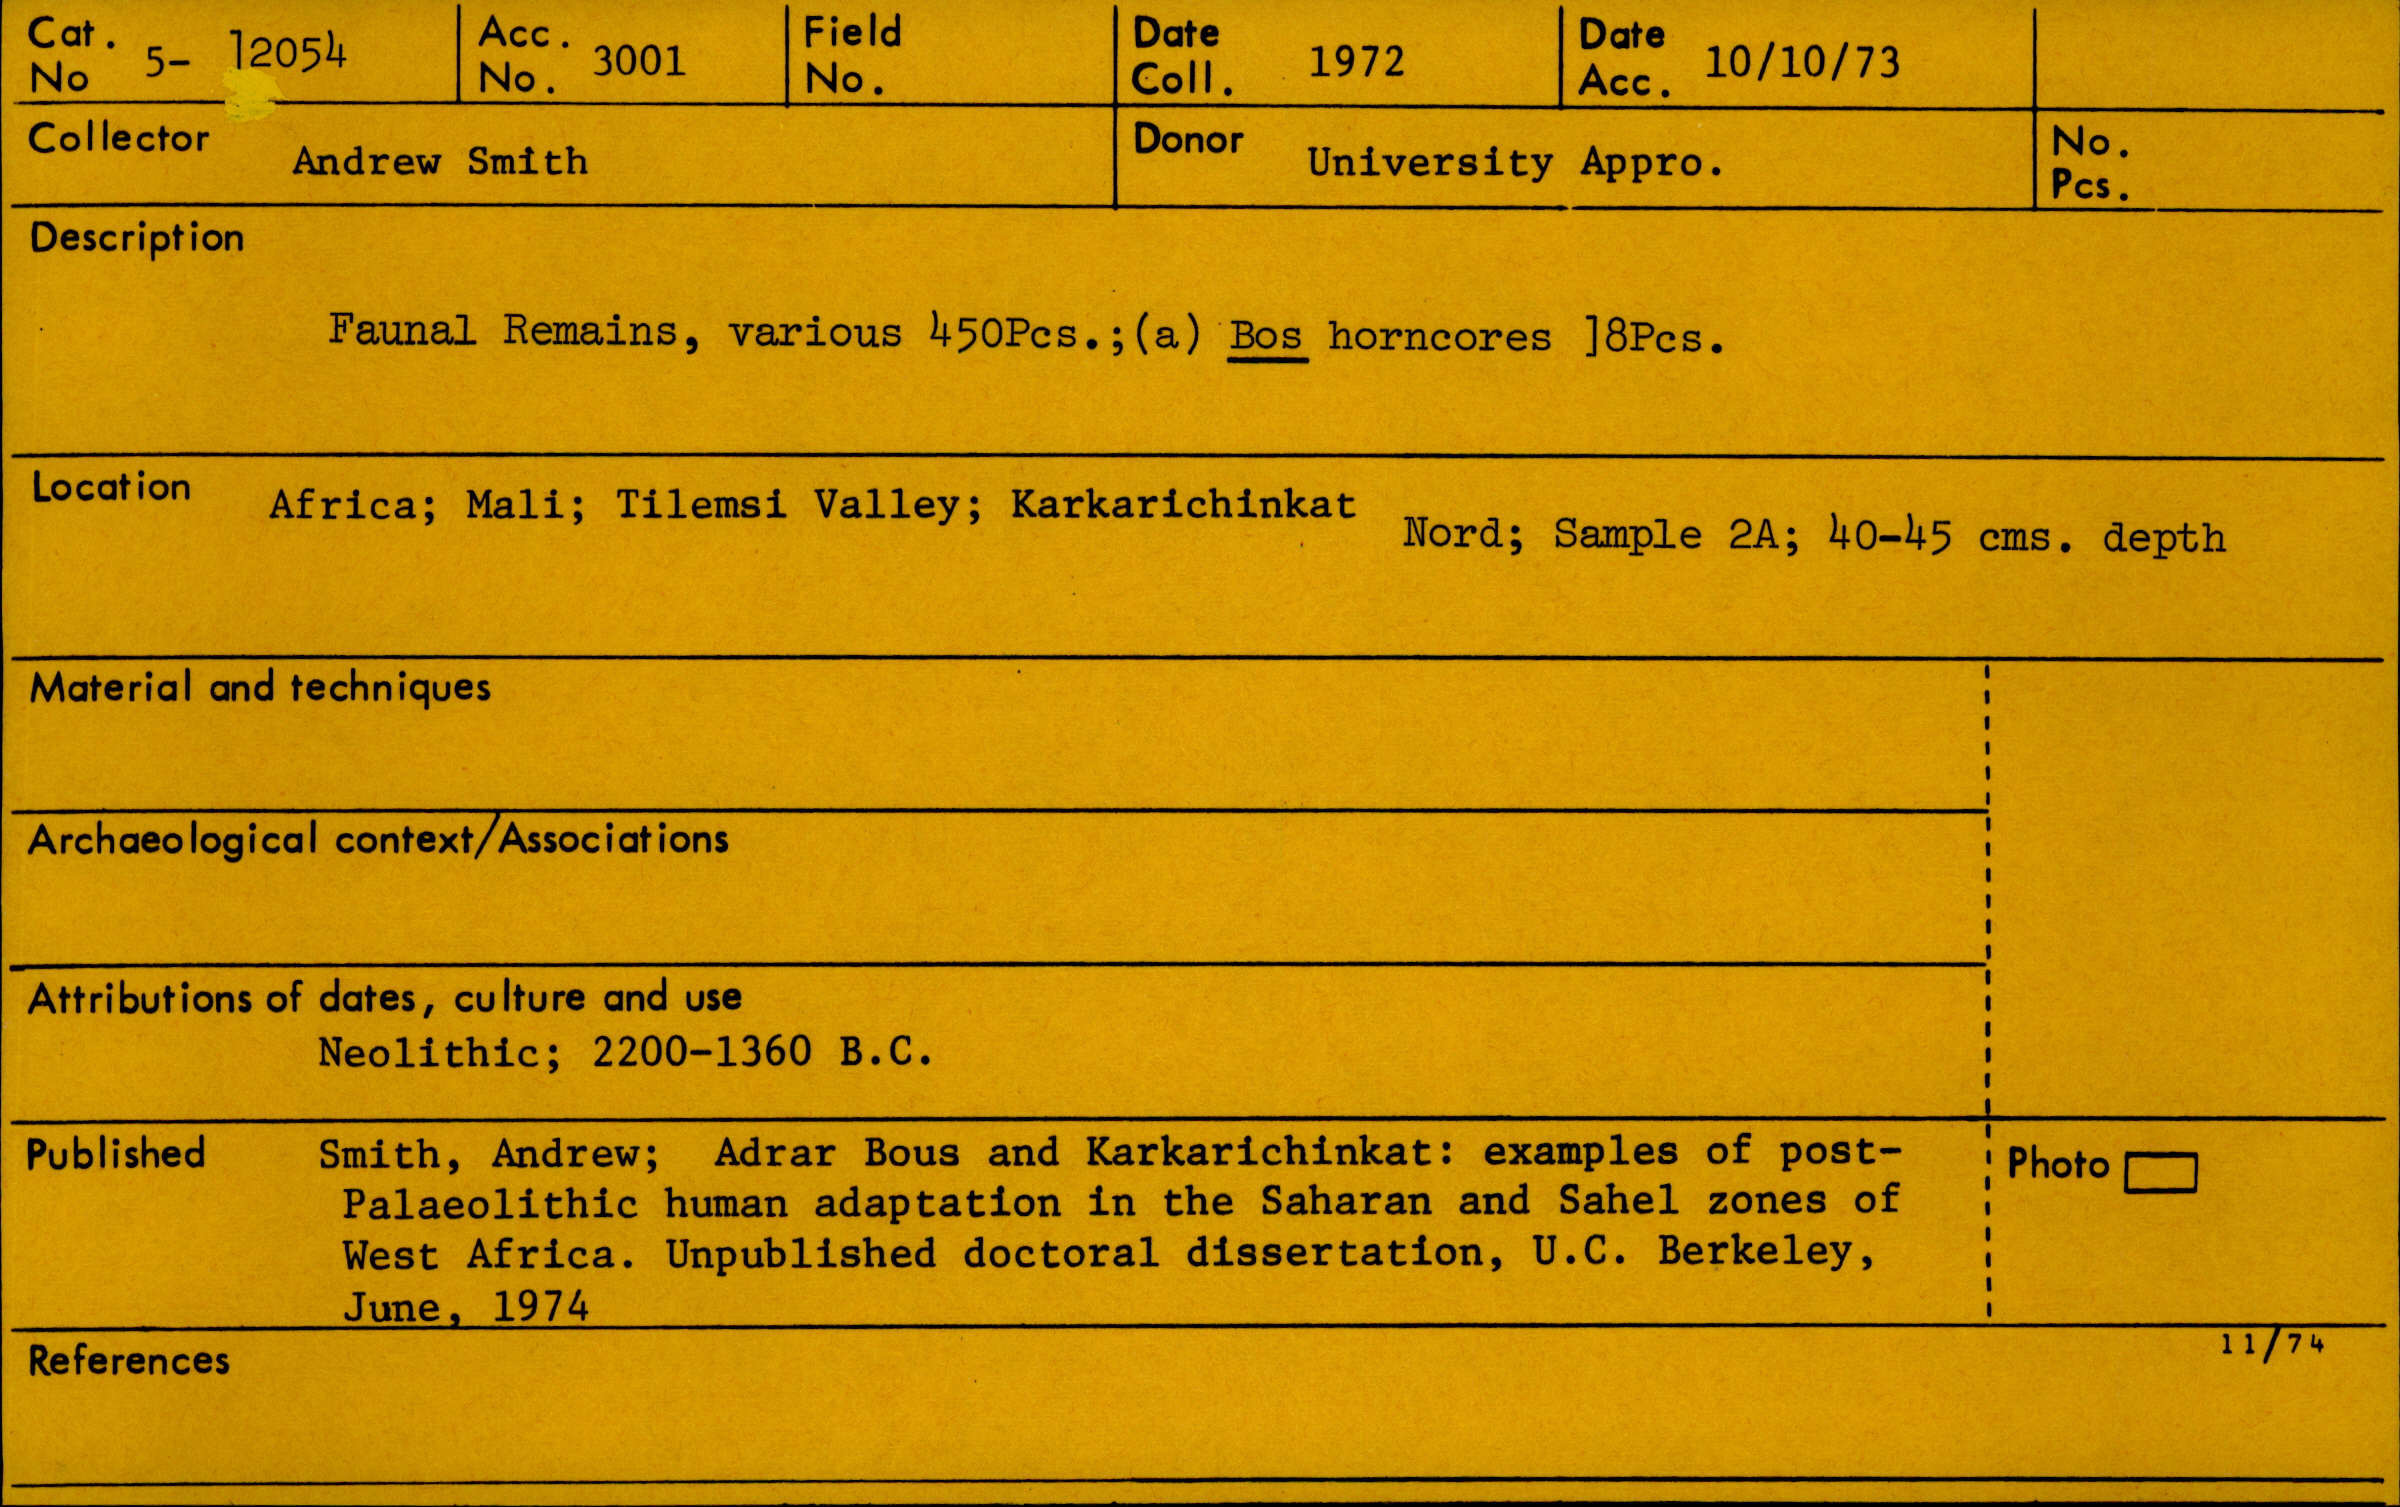 Cat. No 5- 12054 Acc. No. 3001 Field No. Date Coll. 1972 Date Acc. 10/10/73
Collector Andrew Smith Donor University Appro. No. Pcs.
Description
Faunal Remains, various 450Pcs.;(a) Bos horncores ]8Pcs.
Location Africa; Mali; Tilemsi Valley; Karkarichinkat Nord; Sample 2A; 40-45 cms. depth
Material and techniques
Archaeological context/Associations
Attributions of dates, culture and use
Neolithic; 2200-1360 B.C.
Published Smith, Andrew; Adrar Bous and Karkarichinkat: examples of post-
Palaeolithic human adaptation in the Saharan and Sahel zones of
West Africa. Unpublished doctoral dissertation, U.C. Berkeley,
June, 1974
Photo
References
11/74